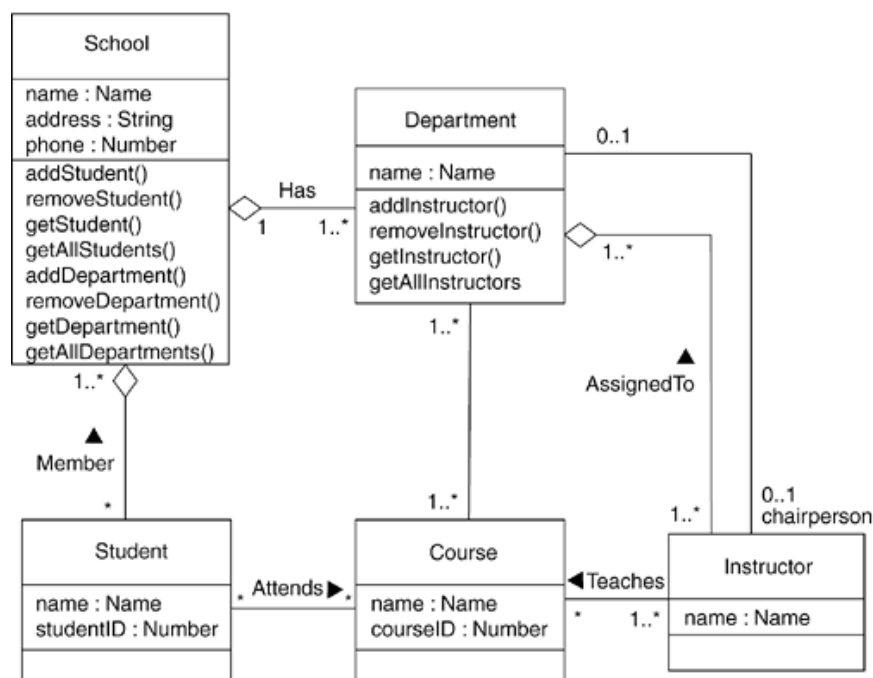 School
name : Name
address : String
phone : Number
addStudent()
removeStudent()
getStudent()
getAllStudents()
addDepartment()
removeDepartment()
getDepartment()
getAllDepartments()
Has
1
1..*
Department
name : Name
addInstructor()
removeInstructor()
getInstructor()
getAllInstructors
0..1
1..*
AssignedTo
1..*
0..1
chairperson
1..*
Member
*
1..*
1..*
Student
name : Name
studentID : Number
* Attends *
Course
name : Name
courseID : Number
Teaches
* 1..*
Instructor
name : Name